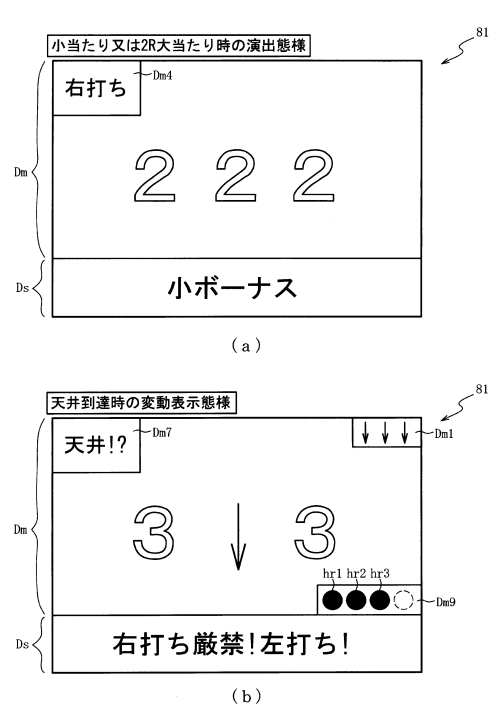 81
小当たり又は2R大当たり時の演出態様
右打ち
Dm4
Dm
2 2 2
Ds
小ボーナス
(a)
81
天井到達時の変動表示態様
天井!?
Dm7
Dm1
Dm
3 3
hr1 hr2 hr3
Dm9
Ds
右打ち厳禁!左打ち!
(b)